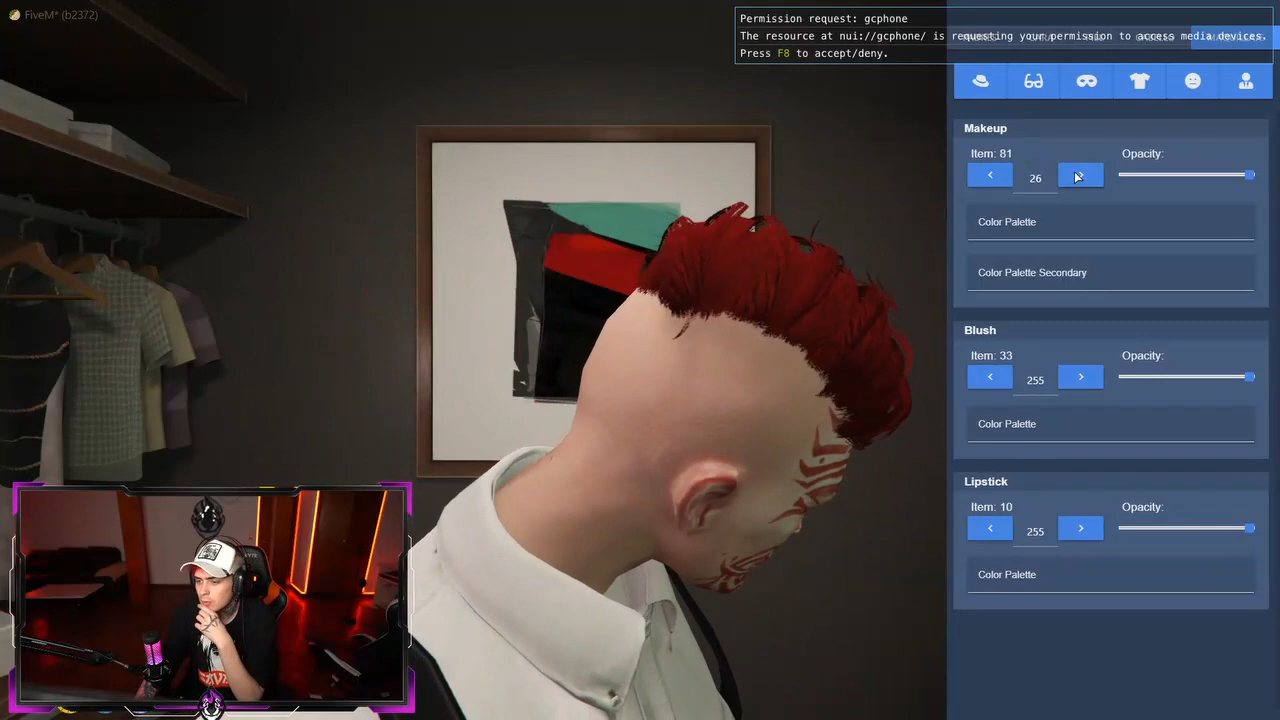 FiveM* (b2372)
Permission request: gcphone
The resource at nui://gcphone/ is requesting your permission to access media devices.
Press F8 to accept/deny.
Makeup
Item: 81
Opacity:
26
Color Palette
Color Palette Secondary
Blush
Item: 33
Opacity:
255
Color Palette
Lipstick
Item: 10
Opacity:
255
Color Palette